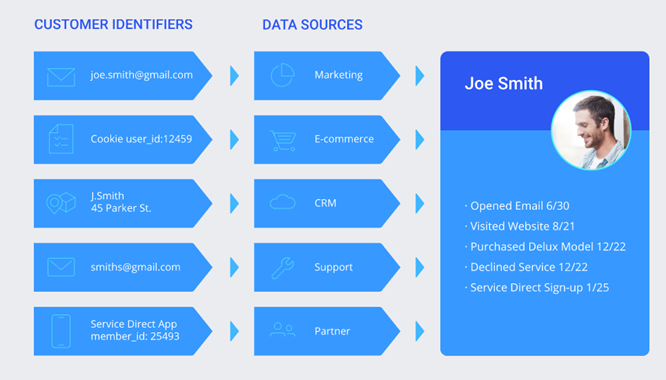 CUSTOMER IDENTIFIERS
DATA SOURCES
joe.smith@gmail.com
Marketing
Cookie user_id:12459
E-commerce
J.Smith
45 Parker St.
CRM
smiths@gmail.com
Support
Service Direct App
member_id: 25493
Partner
Joe Smith
· Opened Email 6/30
· Visited Website 8/21
· Purchased Delux Model 12/22
· Declined Service 12/22
· Service Direct Sign-up 1/25